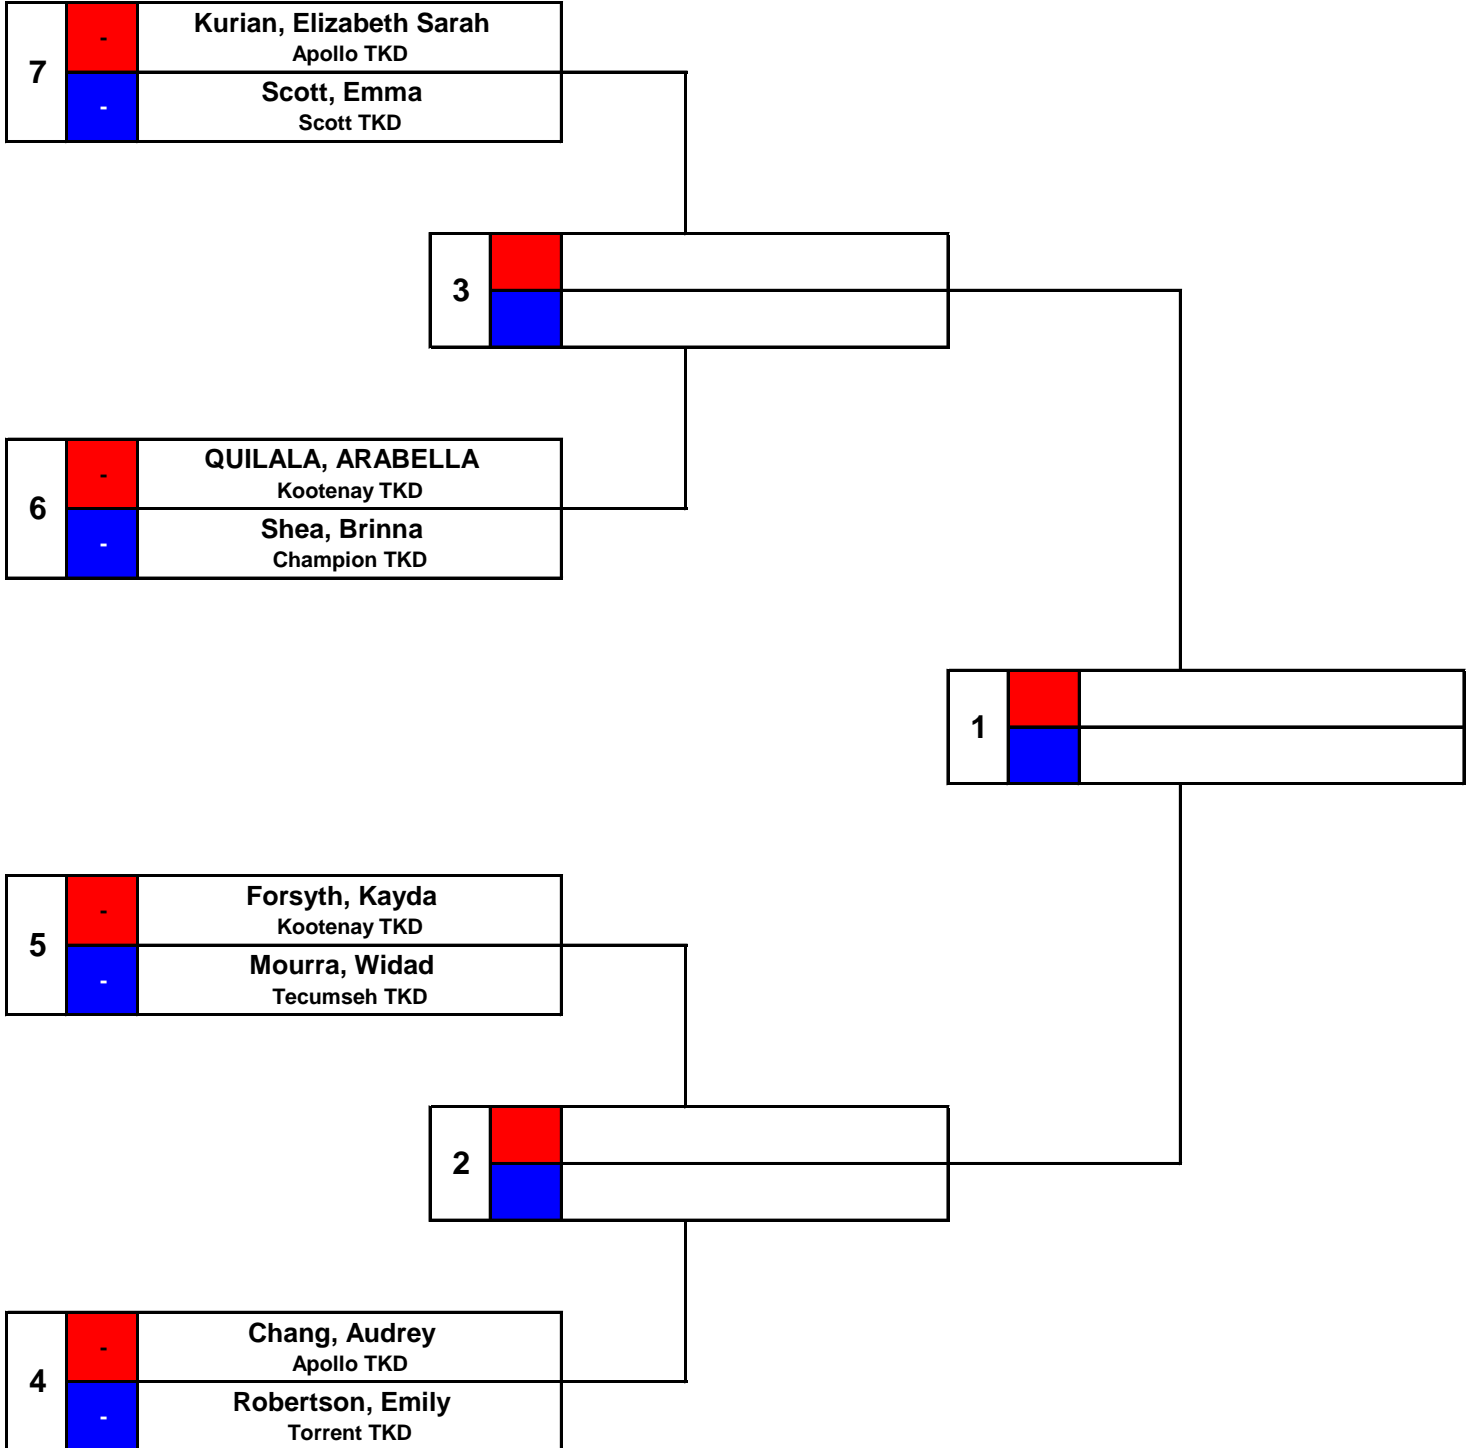 7
-
Kurian, Elizabeth Sarah
Apollo TKD
-
Scott, Emma
Scott TKD
3
6
-
QUILALA, ARABELLA
Kootenay TKD
-
Shea, Brinna
Champion TKD
1
5
-
Forsyth, Kayda
Kootenay TKD
-
Mourra, Widad
Tecumseh TKD
2
4
-
Chang, Audrey
Apollo TKD
-
Robertson, Emily
Torrent TKD